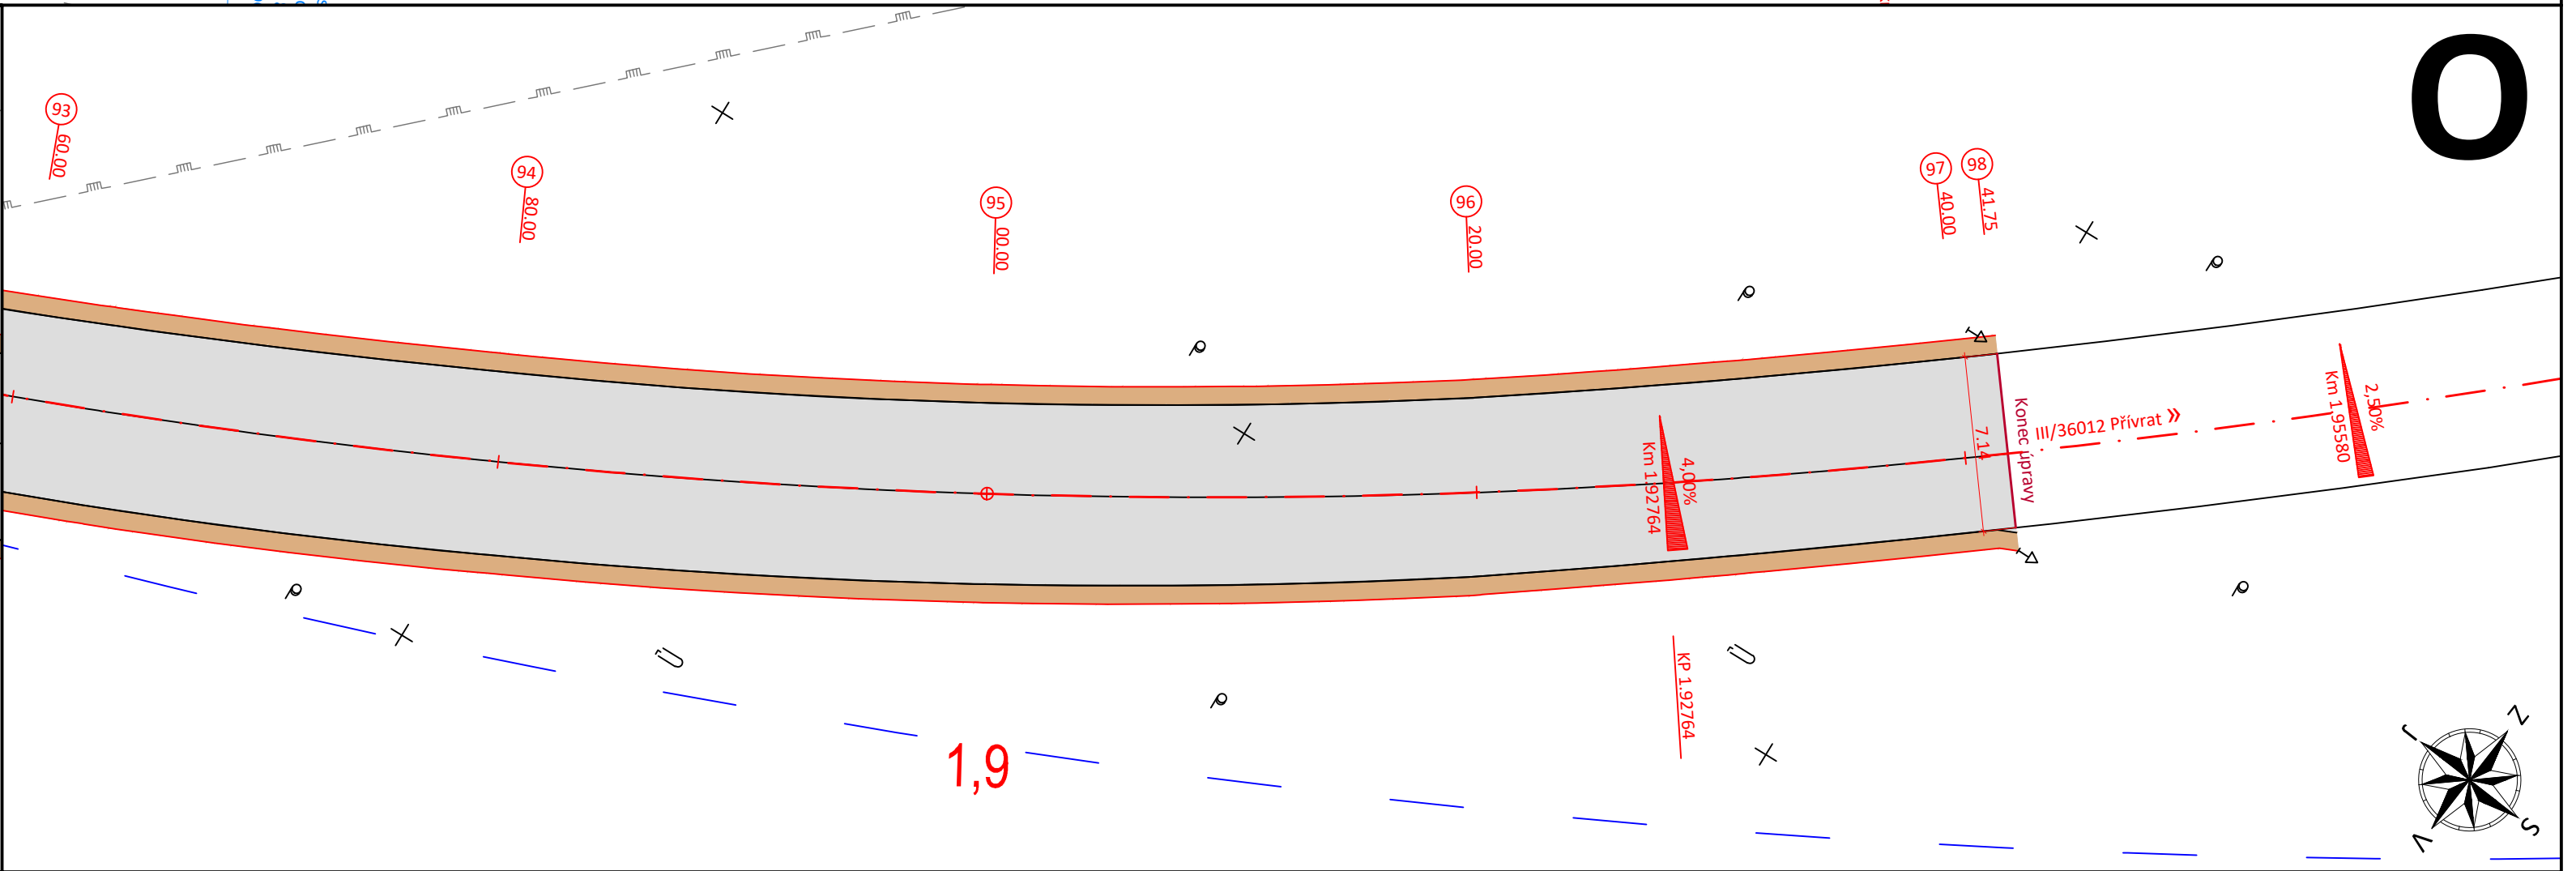 O
93
60.00
94
80.00
95
00.00
96
20.00
97
40.00
98
41.75
Km 1.92764
4,00%
7.14
Konec úpravy
III/36012 Přívrat »
Km 1.95580
2,50%
KP 1.92764
1,9
J
Z
V
S